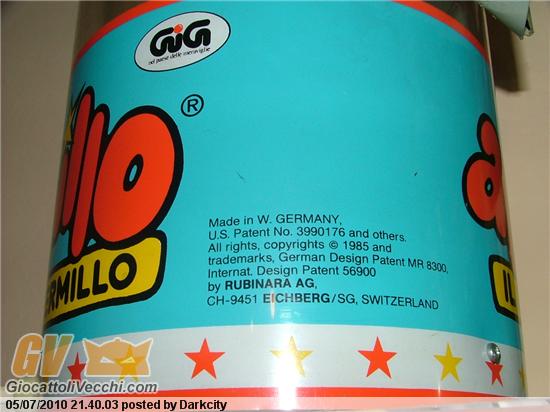 GiG
nel paese delle meraviglie
®
llo
a
RMILLO
IL
Made in W. GERMANY,
U.S. Patent No. 3990176 and others.
All rights, copyrights © 1985 and
trademarks, German Design Patent MR 8300,
Internat. Design Patent 56900
by RUBINARA AG,
CH-9451 EICHBERG/SG, SWITZERLAND
GV
GiocattoliVecchi.com
05/07/2010 21.40.03 posted by Darkcity